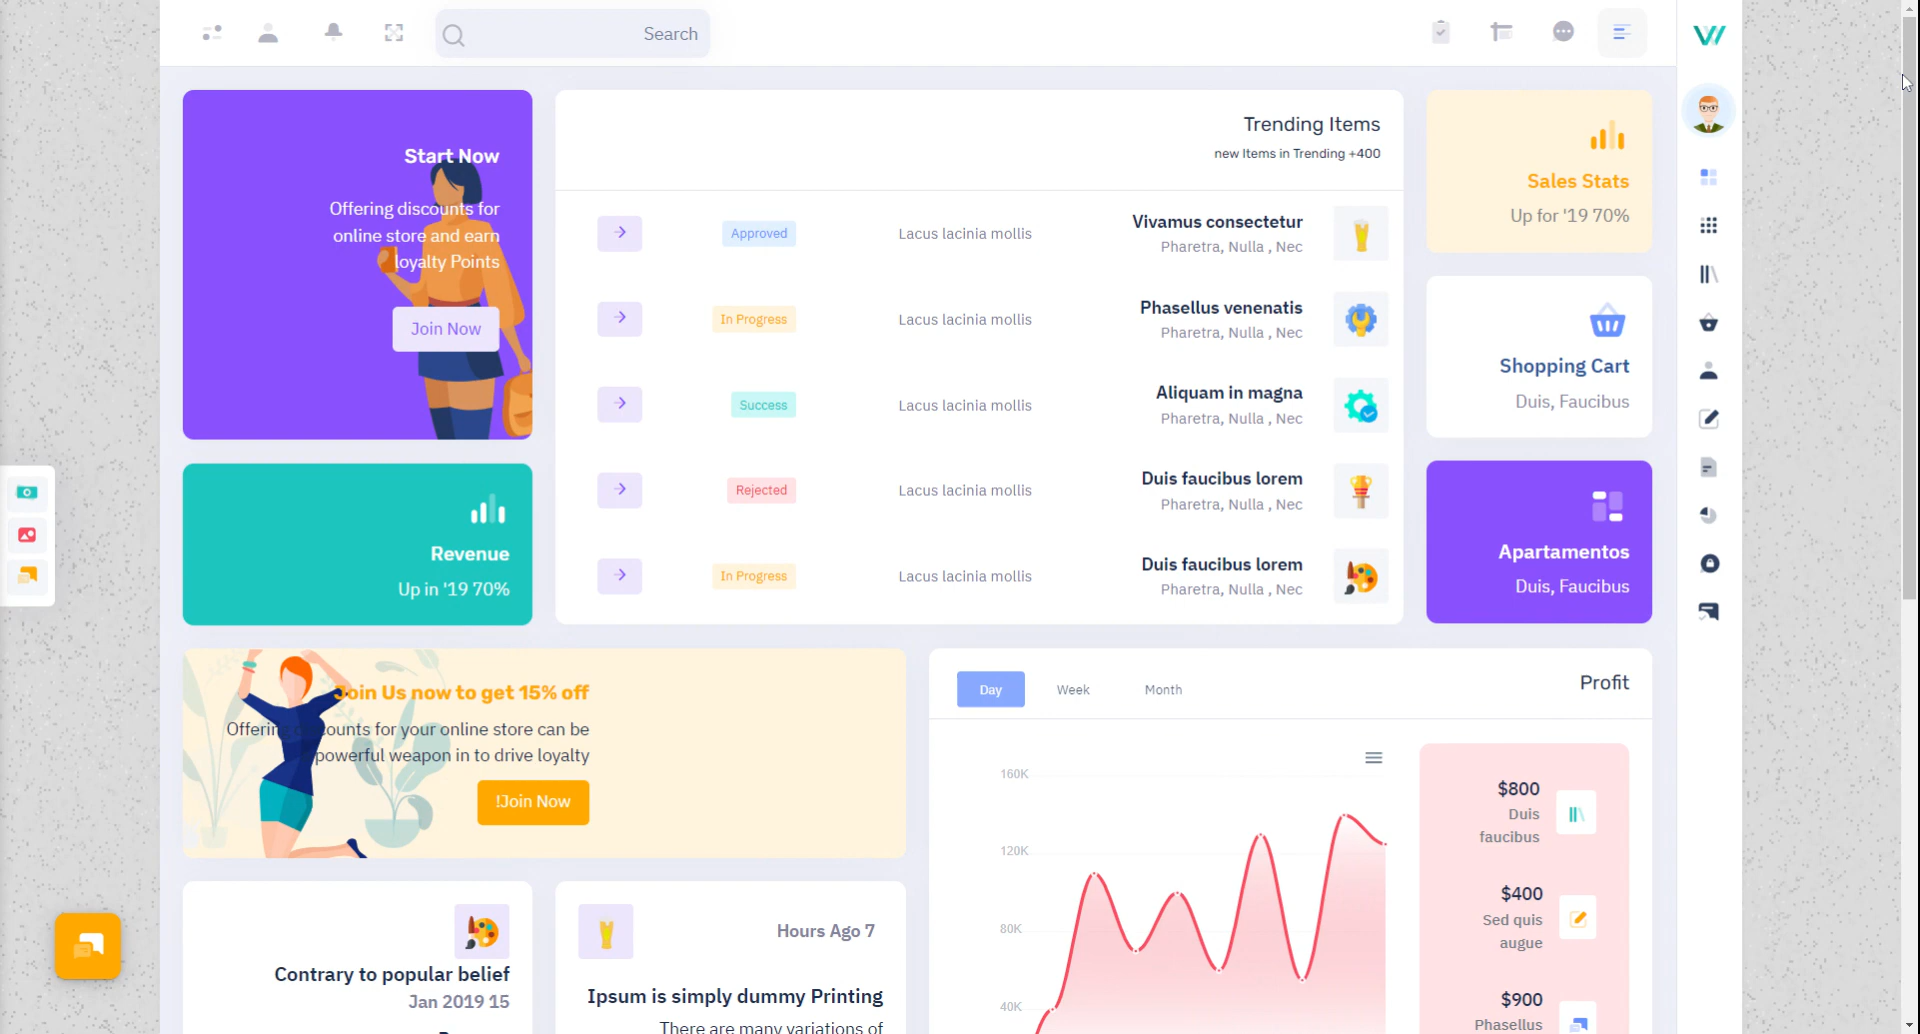 Search
Start Now
Offering discounts for
online store and earn
loyalty Points
Join Now
Trending Items
new Items in Trending +400
Approved
Lacus lacinia mollis
Vivamus consectetur
Pharetra, Nulla , Nec
In Progress
Lacus lacinia mollis
Phasellus venenatis
Pharetra, Nulla , Nec
Success
Lacus lacinia mollis
Aliquam in magna
Pharetra, Nulla , Nec
Rejected
Lacus lacinia mollis
Duis faucibus lorem
Pharetra, Nulla , Nec
In Progress
Lacus lacinia mollis
Duis faucibus lorem
Pharetra, Nulla , Nec
Sales Stats
Up for '19 70%
Shopping Cart
Duis, Faucibus
Apartamentos
Duis, Faucibus
Revenue
Up in '19 70%
Join Us now to get 15% off
Offering discounts for your online store can be
powerful weapon in to drive loyalty
!Join Now
Day
Week
Month
Profit
160K
120K
80K
40K
$800
Duis
faucibus
$400
Sed quis
augue
$900
Phasellus
Contrary to popular belief
Jan 2019 15
Hours Ago 7
Ipsum is simply dummy Printing
There are many variations of